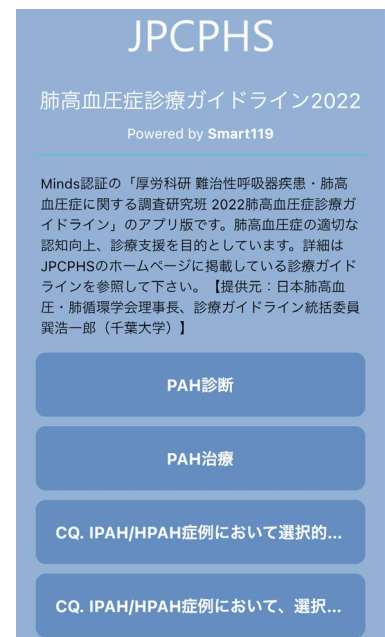 JPCPHS
肺高血圧症診療ガイドライン2022
Powered by Smart119
Minds認証の「厚労科研 難治性呼吸器疾患・肺高
血圧症に関する調査研究班 2022肺高血圧症診療ガ
イドライン」のアプリ版です。肺高血圧症の適切な
認知向上、診療支援を目的としています。詳細は
JPCPHSのホームページに掲載している診療ガイド
ラインを参照して下さい。【提供元：日本肺高血
圧・肺循環学会理事長、診療ガイドライン統括委員
巽浩一郎（千葉大学）】
PAH診断
PAH治療
CQ. IPAH/HPAH症例において選択的...
CQ. IPAH/HPAH症例において、選択...